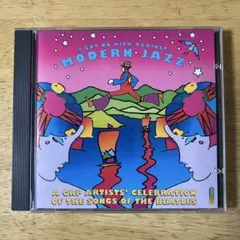 I GOT NO KICK AGAINST
MODERN JAZZ
A GRP ARTISTS' CELEBRATION
OF THE SONGS OF THE BEATLES